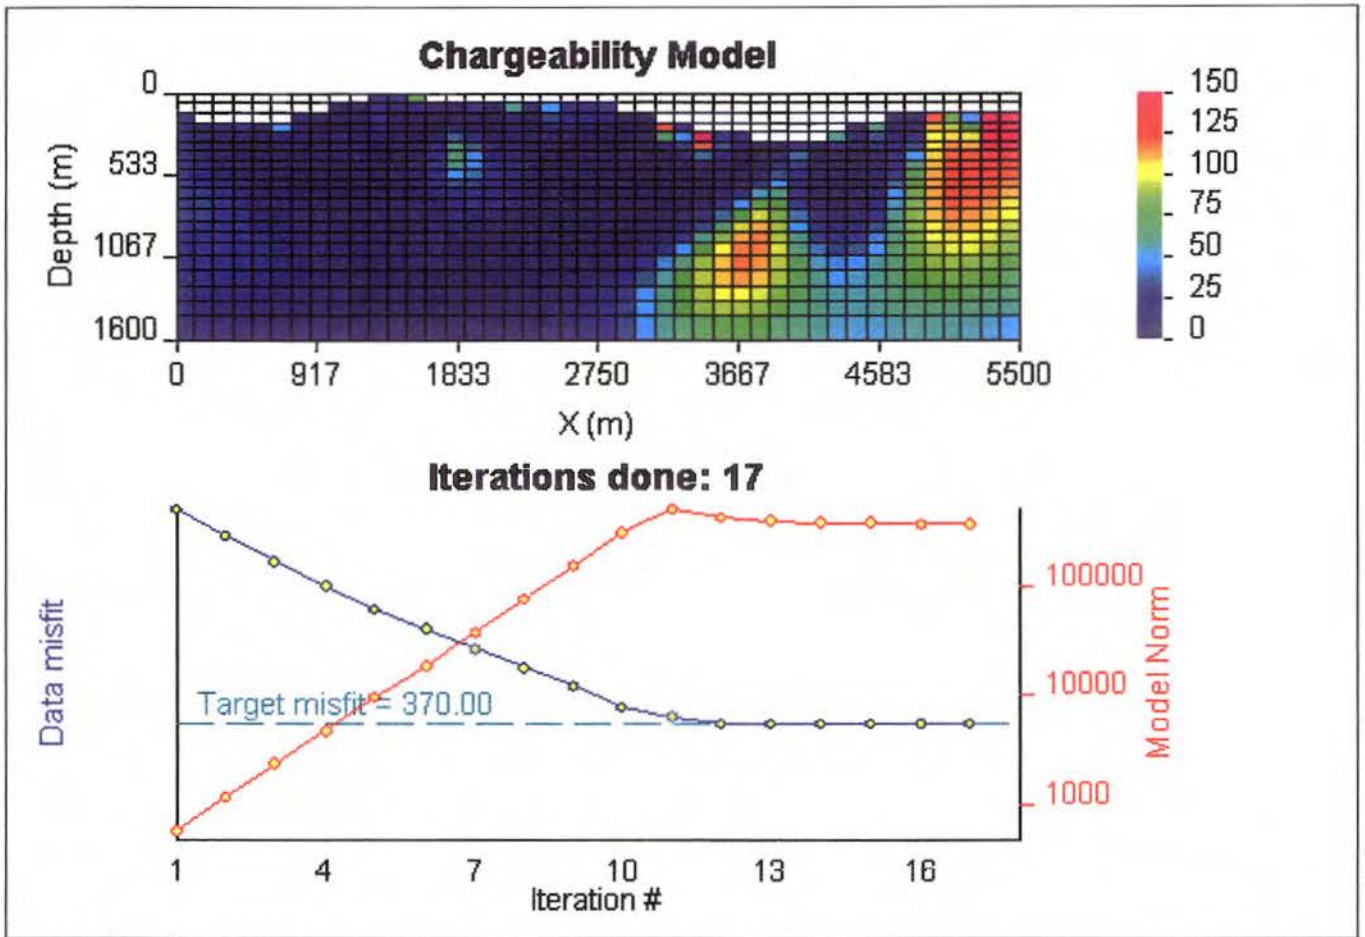 Chargeability Model
0
533
1067
1600
Depth (m)
0 917 1833 2750 3667 4583 5500
X (m)
150
125
100
75
50
25
0
Iterations done: 17
Data misfit
Target misfit = 370.00
100000
10000
1000
Model Norm
1 4 7 10 13 16
Iteration #